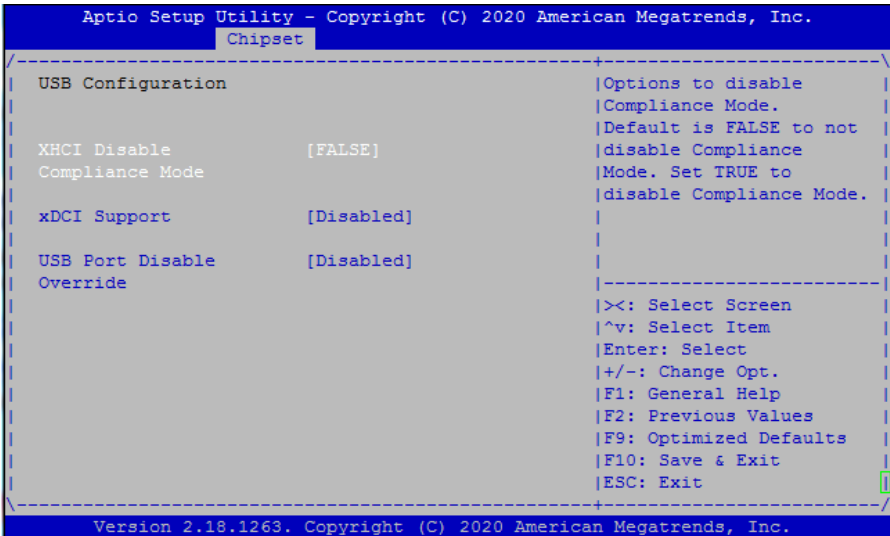 Aptio Setup Utility - Copyright (C) 2020 American Megatrends, Inc.
Chipset
/----------------------------------------------------+-------------------------\
USB Configuration
XHCI Disable [FALSE]
Compliance Mode
xDCI Support [Disabled]
USB Port Disable [Disabled]
Override
|Options to disable
|Compliance Mode.
|Default is FALSE to not
|disable Compliance
|Mode. Set TRUE to
|disable Compliance Mode.
|-------------------------|
|><: Select Screen
|^v: Select Item
|Enter: Select
|+/-: Change Opt.
|F1: General Help
|F2: Previous Values
|F9: Optimized Defaults
|F10: Save & Exit
|ESC: Exit
\----------------------------------------------------+-------------------------/
Version 2.18.1263. Copyright (C) 2020 American Megatrends, Inc.